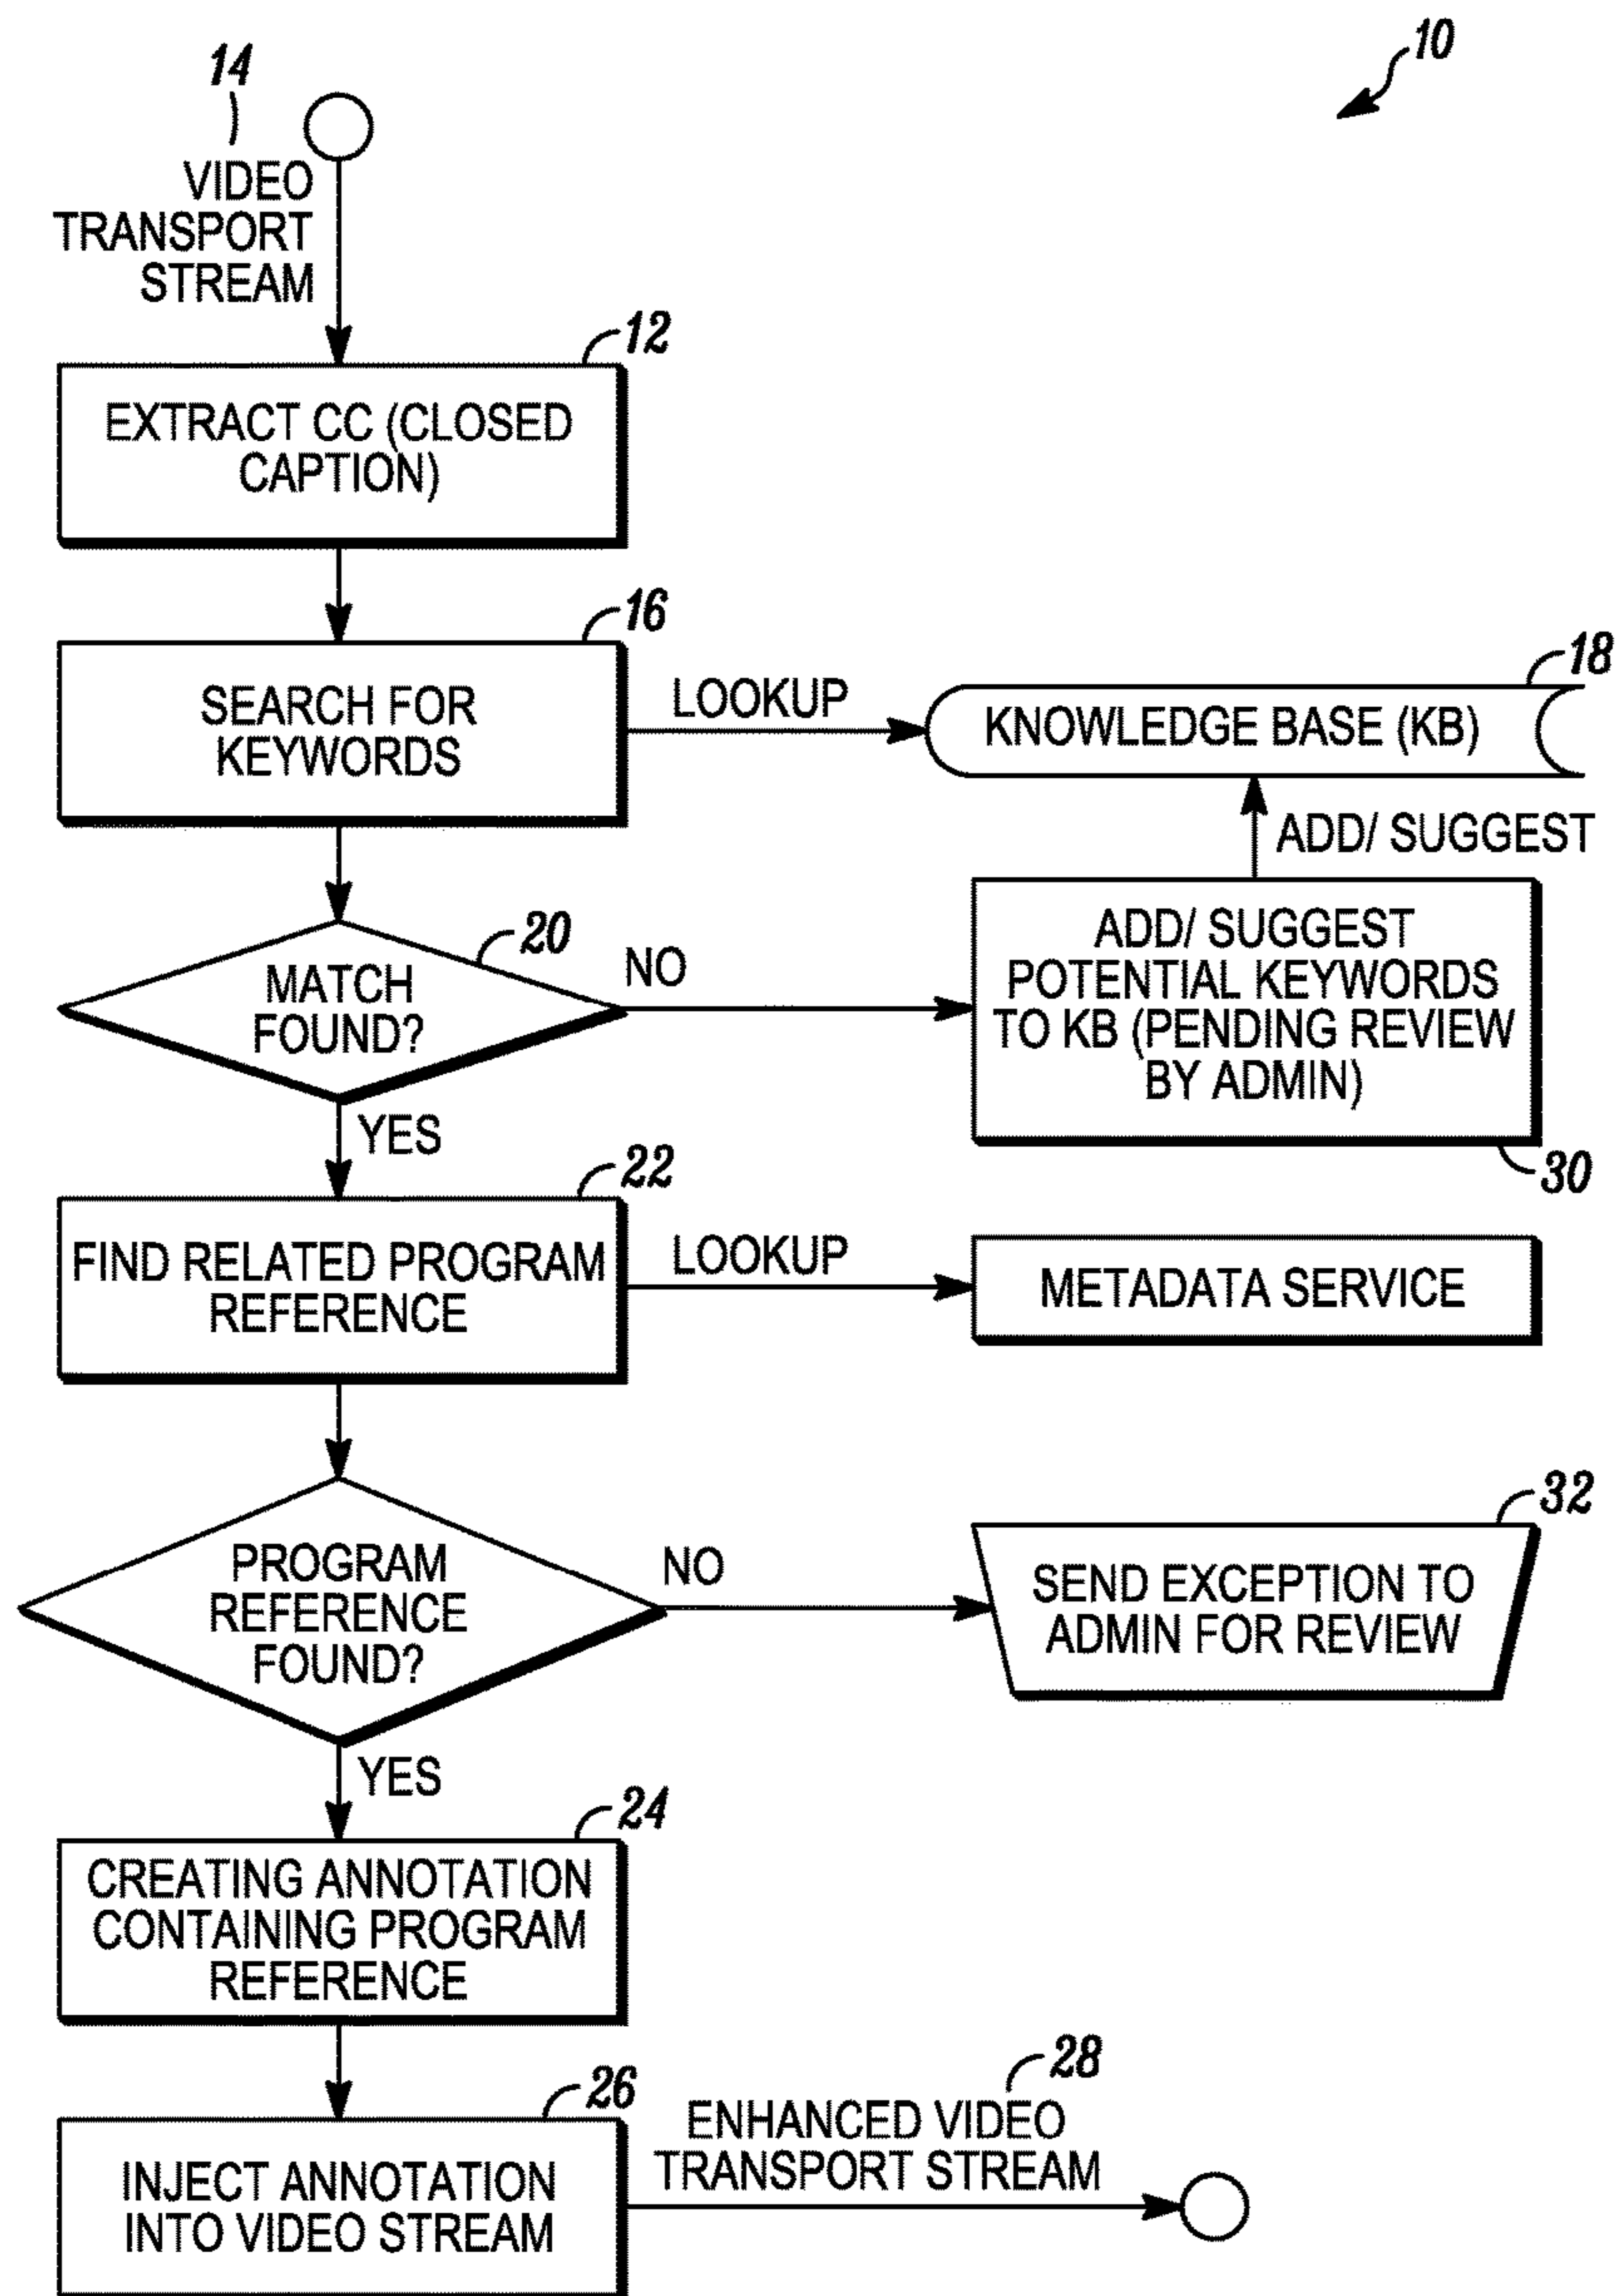 10
14
VIDEO
TRANSPORT
STREAM
12
EXTRACT CC (CLOSED
CAPTION)
16
SEARCH FOR
KEYWORDS
LOOKUP
18
KNOWLEDGE BASE (KB)
ADD/ SUGGEST
20
MATCH
FOUND?
NO
ADD/ SUGGEST
POTENTIAL KEYWORDS
TO KB (PENDING REVIEW
BY ADMIN)
30
YES
22
FIND RELATED PROGRAM
REFERENCE
LOOKUP
METADATA SERVICE
PROGRAM
REFERENCE
FOUND?
NO
32
SEND EXCEPTION TO
ADMIN FOR REVIEW
YES
24
CREATING ANNOTATION
CONTAINING PROGRAM
REFERENCE
26
INJECT ANNOTATION
INTO VIDEO STREAM
28
ENHANCED VIDEO
TRANSPORT STREAM